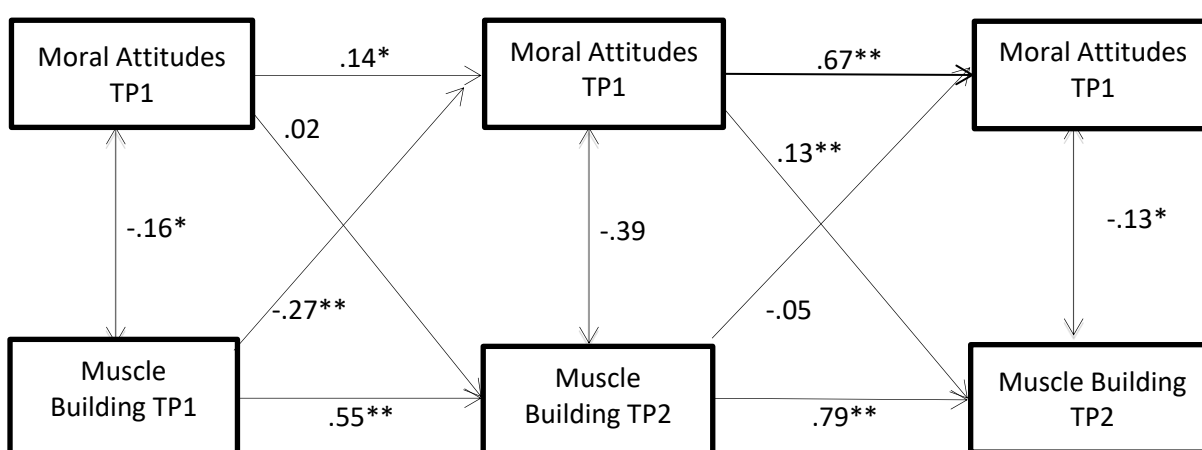 Moral Attitudes
TP1
.14*
Moral Attitudes
TP1
.67**
Moral Attitudes
TP1
.02
.13**
-.16*
-.39
-.13*
-.27**
-.05
Muscle
Building TP1
.55**
Muscle
Building TP2
.79**
Muscle Building
TP2